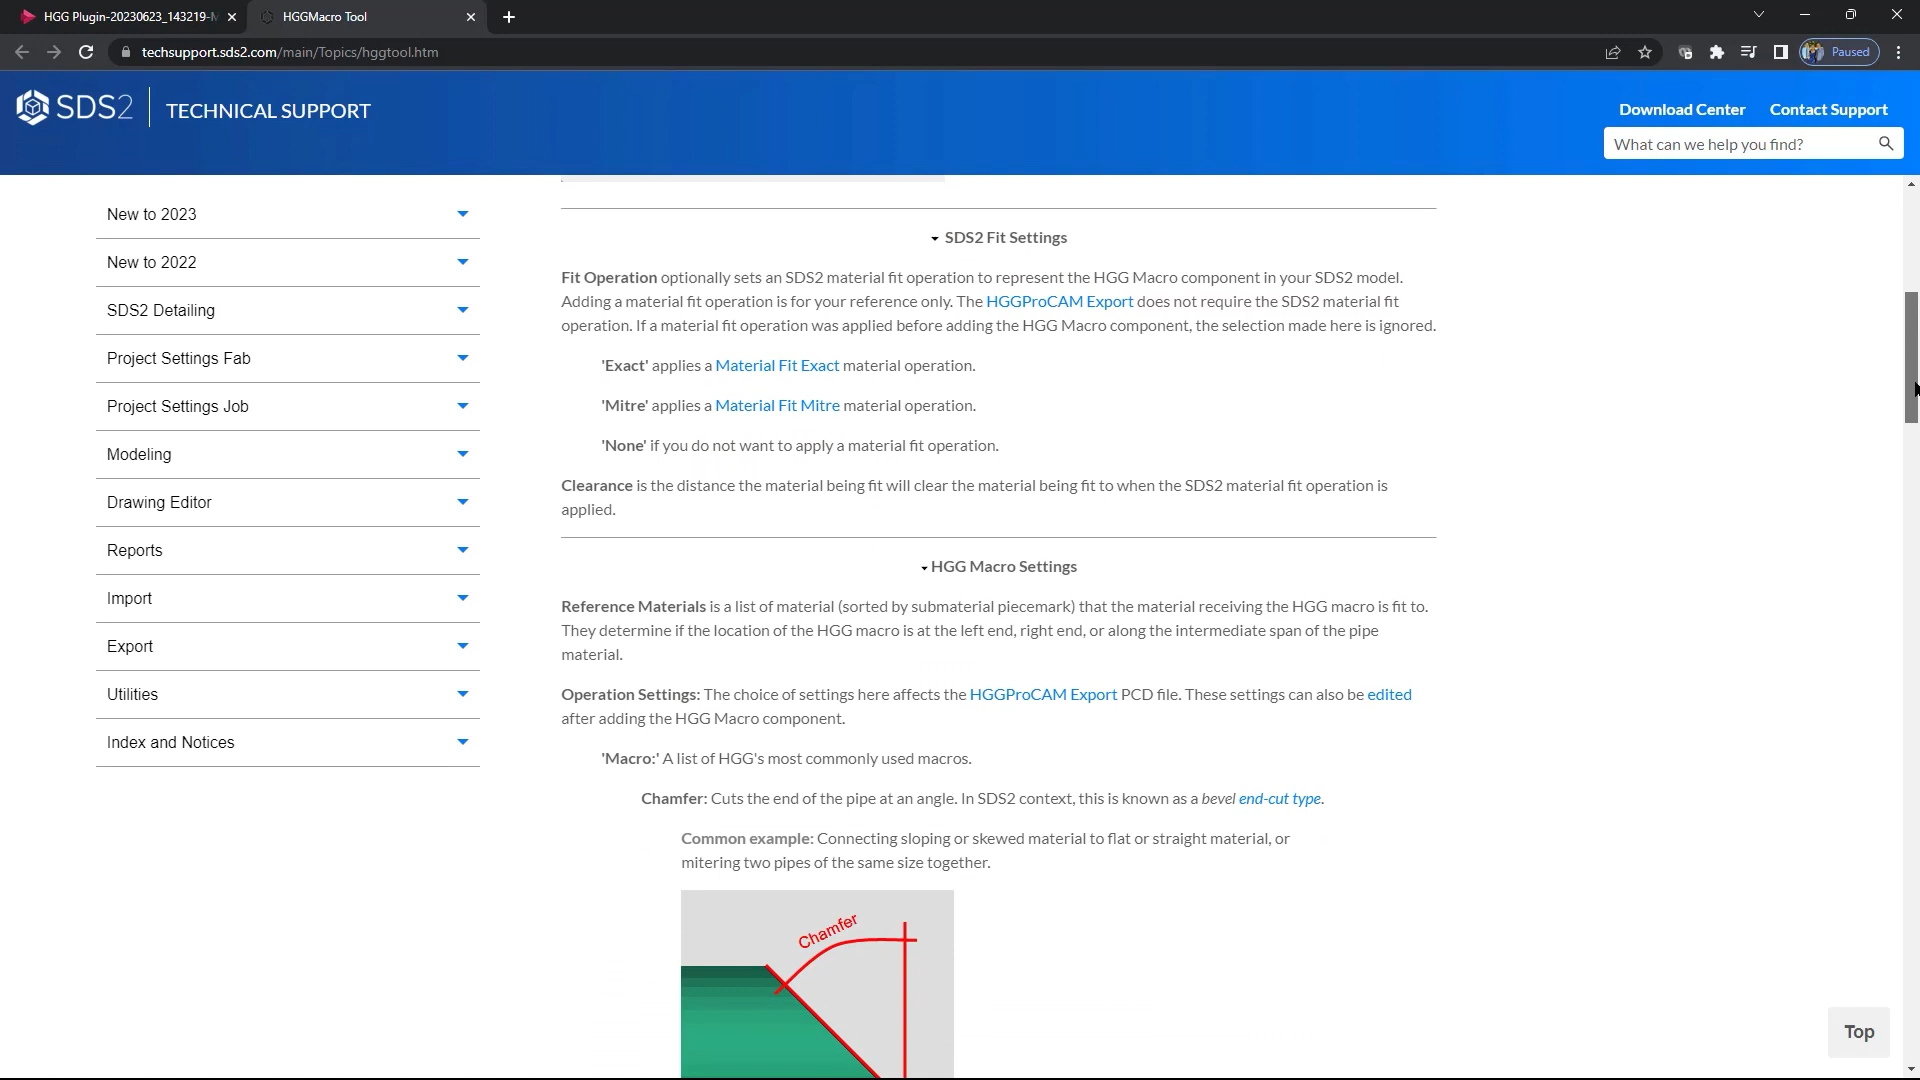 HGG Plugin-20230623_143219-M
HGGMacro Tool
techsupport.sds2.com/main/Topics/hggtool.htm
Paused
SDS2
TECHNICAL SUPPORT
Download Center
Contact Support
What can we help you find?
New to 2023
New to 2022
SDS2 Detailing
Project Settings Fab
Project Settings Job
Modeling
Drawing Editor
Reports
Import
Export
Utilities
Index and Notices
SDS2 Fit Settings
Fit Operation optionally sets an SDS2 material fit operation to represent the HGG Macro component in your SDS2 model.
Adding a material fit operation is for your reference only. The HGGProCAM Export does not require the SDS2 material fit
operation. If a material fit operation was applied before adding the HGG Macro component, the selection made here is ignored.
'Exact' applies a Material Fit Exact material operation.
'Mitre' applies a Material Fit Mitre material operation.
'None' if you do not want to apply a material fit operation.
Clearance is the distance the material being fit will clear the material being fit to when the SDS2 material fit operation is
applied.
HGG Macro Settings
Reference Materials is a list of material (sorted by submaterial piecemark) that the material receiving the HGG macro is fit to.
They determine if the location of the HGG macro is at the left end, right end, or along the intermediate span of the pipe
material.
Operation Settings: The choice of settings here affects the HGGProCAM Export PCD file. These settings can also be edited
after adding the HGG Macro component.
'Macro:' A list of HGG's most commonly used macros.
Chamfer: Cuts the end of the pipe at an angle. In SDS2 context, this is known as a bevel end-cut type.
Common example: Connecting sloping or skewed material to flat or straight material, or
mitering two pipes of the same size together.
Chamfer
Top